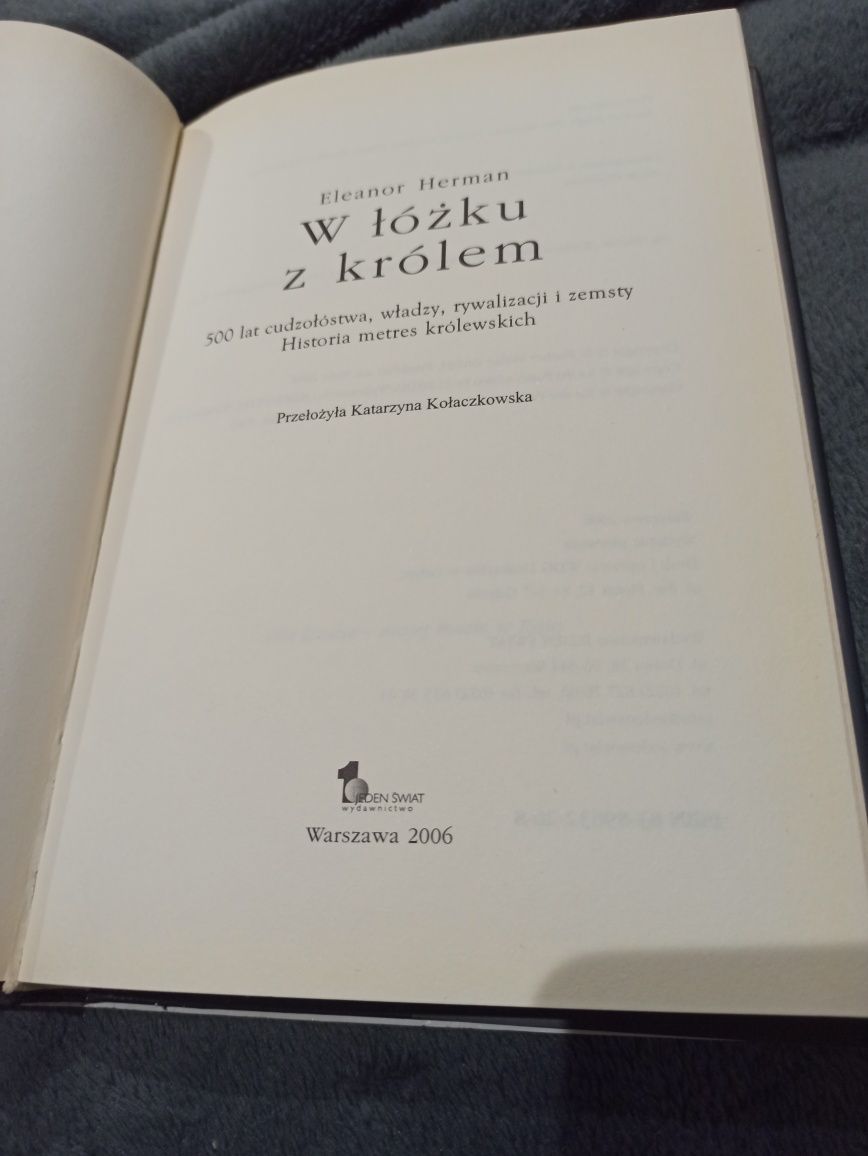 Eleanor Herman
W łóżku
z królem
500 lat cudzołóstwa, władzy, rywalizacji i zemsty
Historia metres królewskich
Przełożyła Katarzyna Kołaczkowska
1
JEDEN ŚWIAT
wydawnictwo
Warszawa 2006